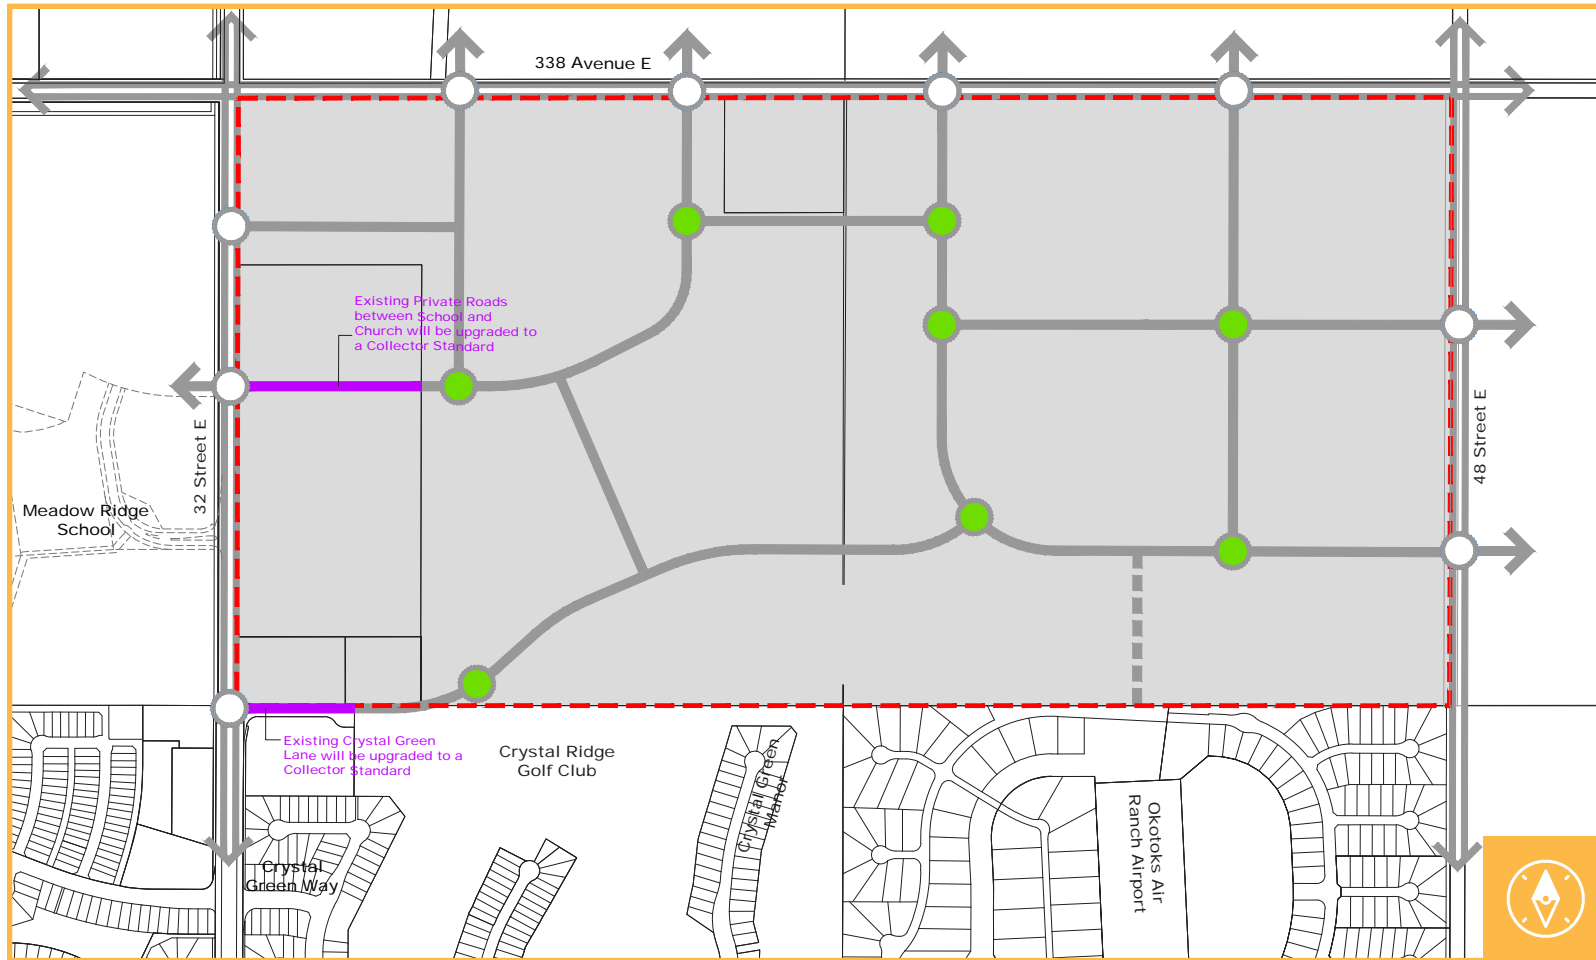 338 Avenue E
Existing Private Roads
between School and
Church will be upgraded to
a Collector Standard
32 Street E
48 Street E
Meadow Ridge
School
Existing Crystal Green
Lane will be upgraded to a
Collector Standard
Crystal Ridge
Golf Club
Crystal Green
Manor
Okotoks Air
Ranch Airport
Crystal
Green Way